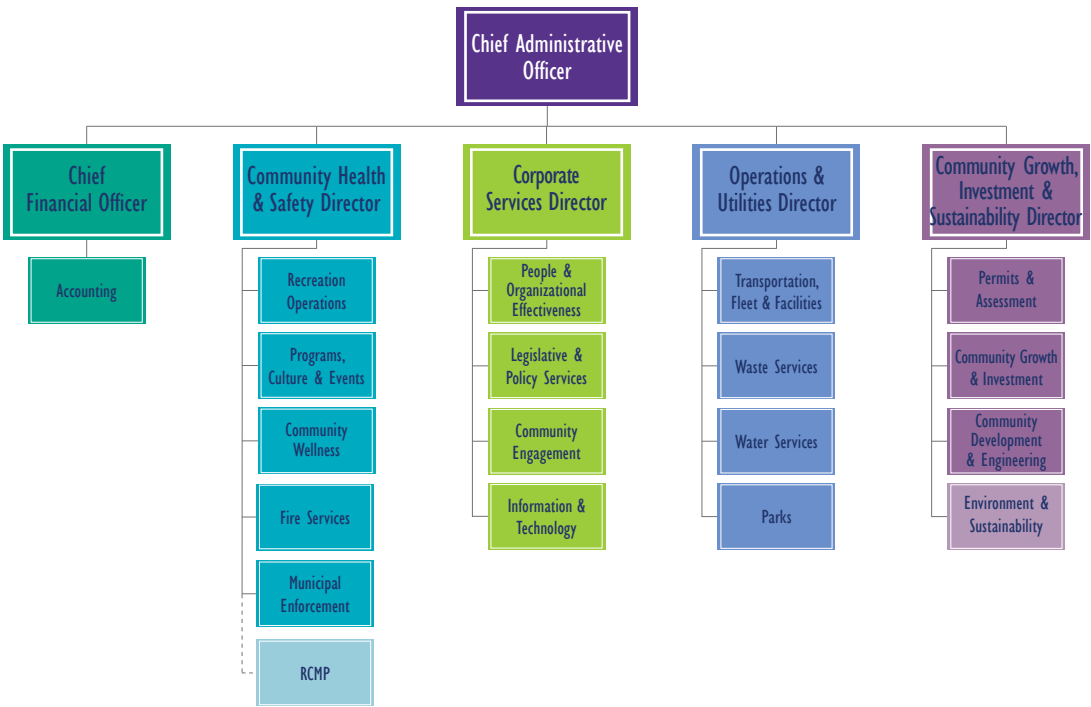 Chief Administrative
Officer
Chief
Financial Officer
Community Health
& Safety Director
Corporate
Services Director
Operations &
Utilities Director
Community Growth,
Investment &
Sustainability Director
Accounting
Recreation
Operations
Programs,
Culture & Events
Community
Wellness
Fire Services
Municipal
Enforcement
RCMP
People &
Organizational
Effectiveness
Legislative &
Policy Services
Community
Engagement
Information &
Technology
Transportation,
Fleet & Facilities
Waste Services
Water Services
Parks
Permits &
Assessment
Community Growth
& Investment
Community
Development
& Engineering
Environment &
Sustainability